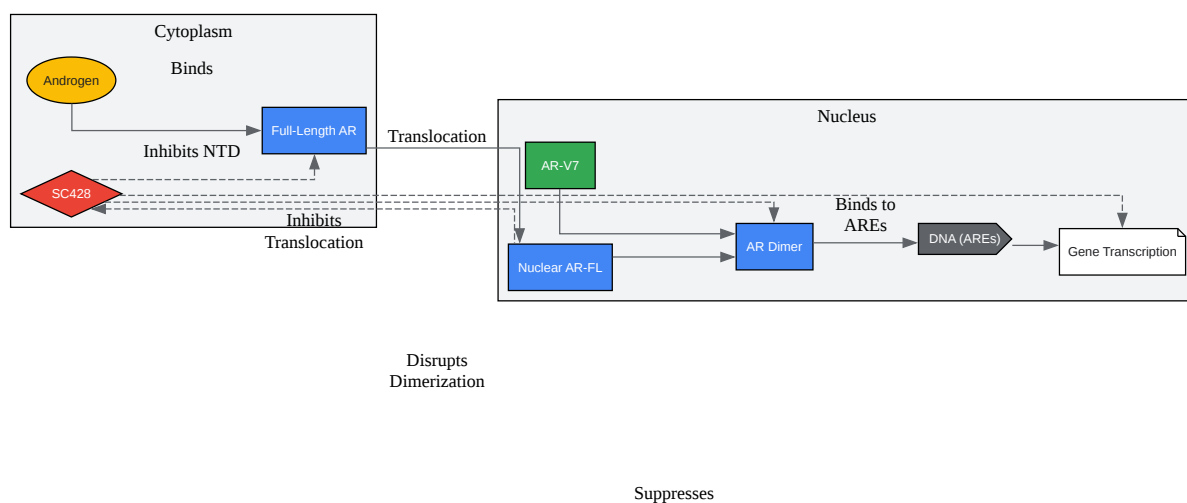 Cytoplasm
Binds
Androgen
Full-Length AR
Inhibits NTD
SC428
Inhibits
Translocation
Translocation
Nucleus
AR-V7
Nuclear AR-FL
AR Dimer
Binds to
AREs
DNA (AREs)
Gene Transcription
Disrupts
Dimerization
Suppresses